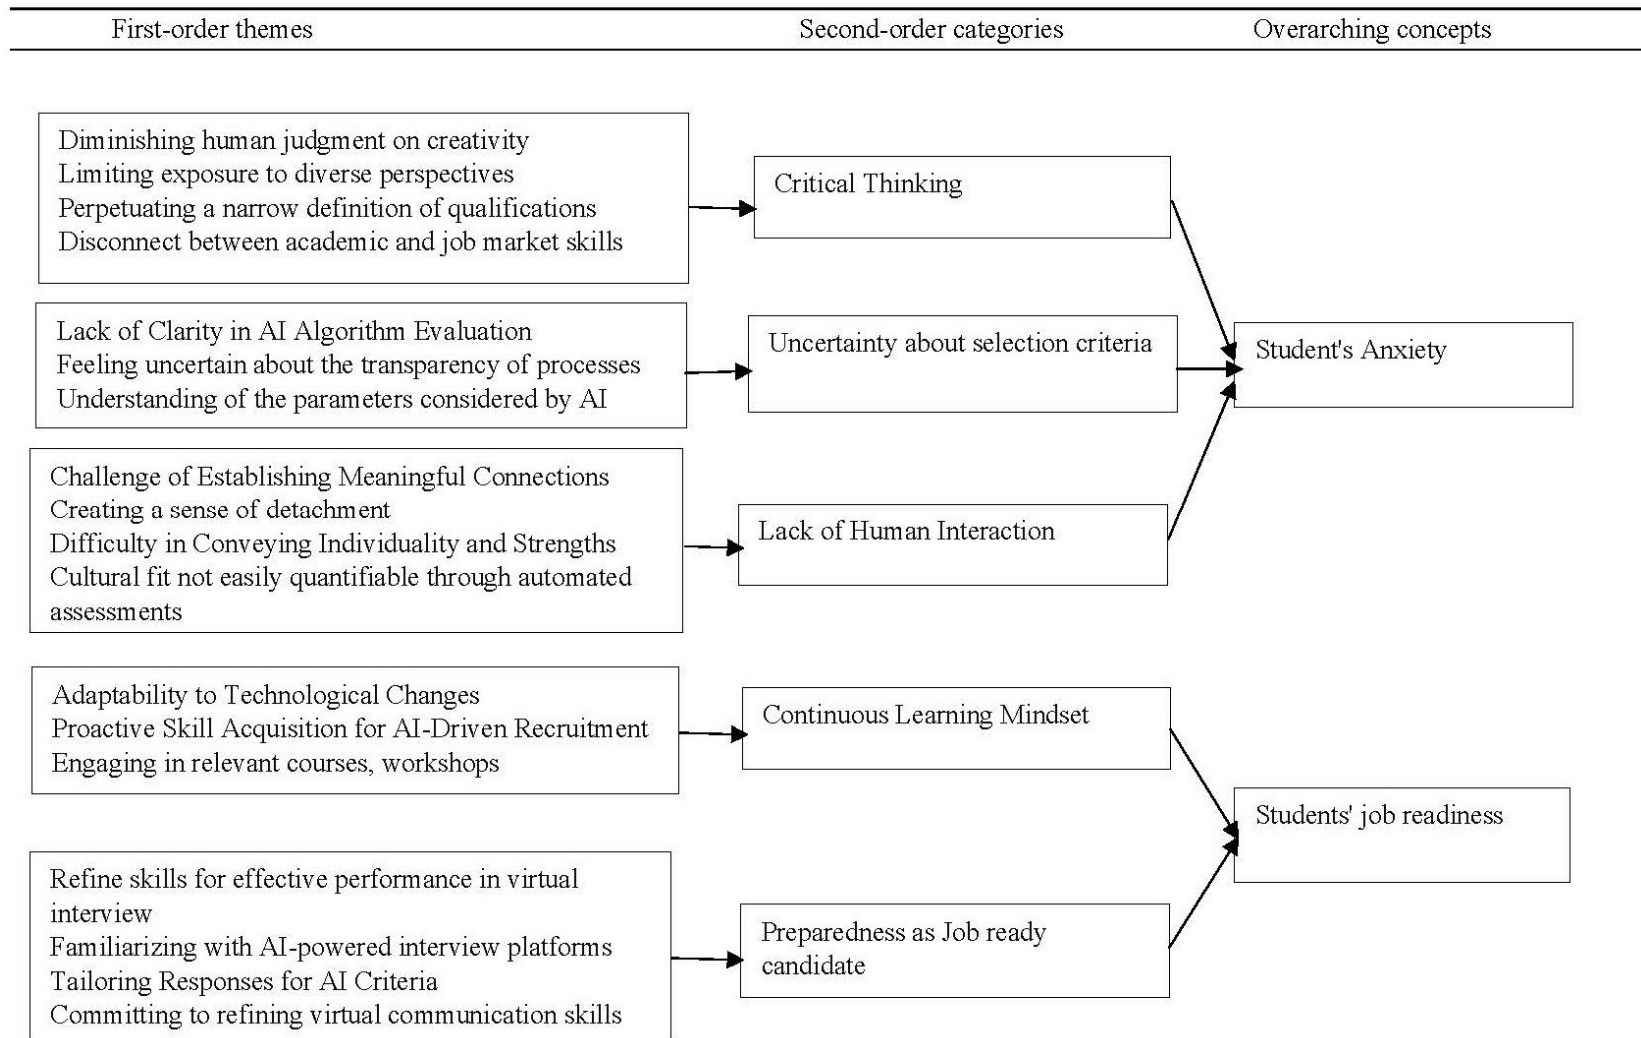 First-order themes
Second-order categories
Overarching concepts
Diminishing human judgment on creativity
Limiting exposure to diverse perspectives
Perpetuating a narrow definition of qualifications
Disconnect between academic and job market skills
Critical Thinking
Lack of Clarity in AI Algorithm Evaluation
Feeling uncertain about the transparency of processes
Understanding of the parameters considered by AI
Uncertainty about selection criteria
Student's Anxiety
Challenge of Establishing Meaningful Connections
Creating a sense of detachment
Difficulty in Conveying Individuality and Strengths
Cultural fit not easily quantifiable through automated
assessments
Lack of Human Interaction
Adaptability to Technological Changes
Proactive Skill Acquisition for AI-Driven Recruitment
Engaging in relevant courses, workshops
Continuous Learning Mindset
Students' job readiness
Refine skills for effective performance in virtual
interview
Familiarizing with AI-powered interview platforms
Tailoring Responses for AI Criteria
Committing to refining virtual communication skills
Preparedness as Job ready
candidate